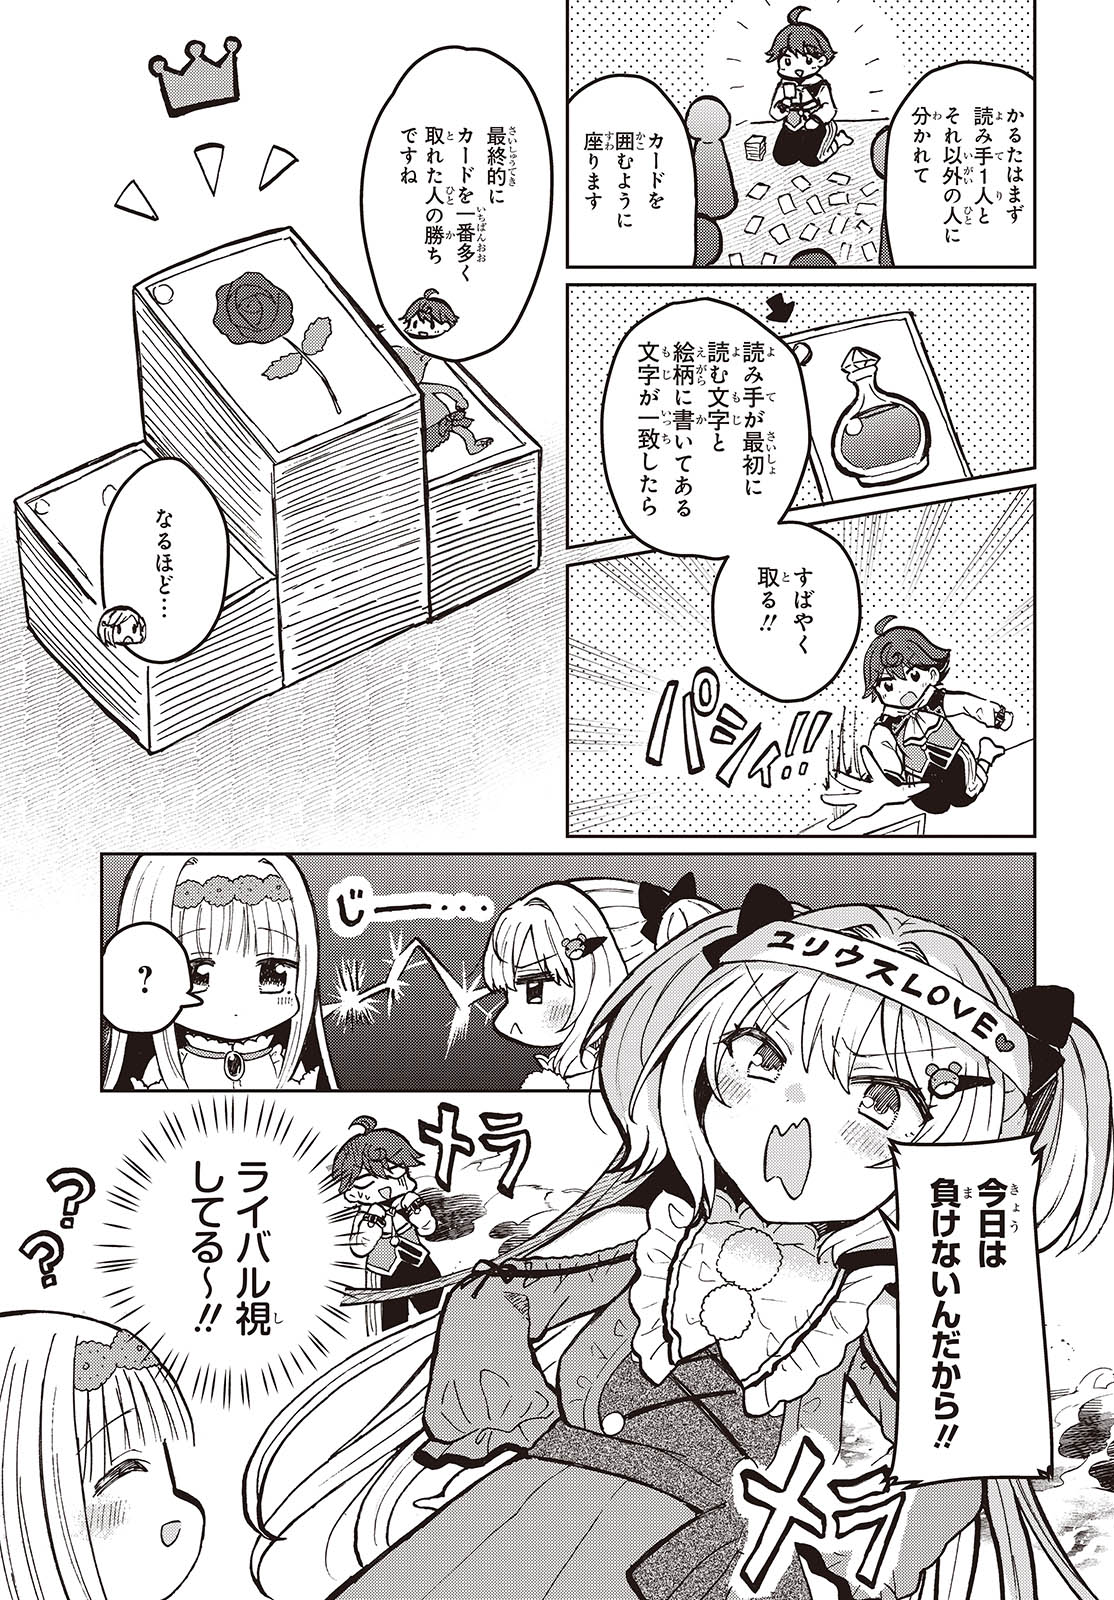 かるたはまず
読み手1人と
それ以外の人に
分かれて
カードを
囲むように
座ります
読み手が最初に
読む文字と
絵柄に書いてある
文字が一致したら
すばやく
取る!!
パシィ!!
最終的に
カードを一番多く
取れた人の勝ち
ですね
なるほど…
ユリウスLOVE♥
じー…
?
今日は
負けないんだから!!
メラ
ライバル視
してる〜!!
??
メラ